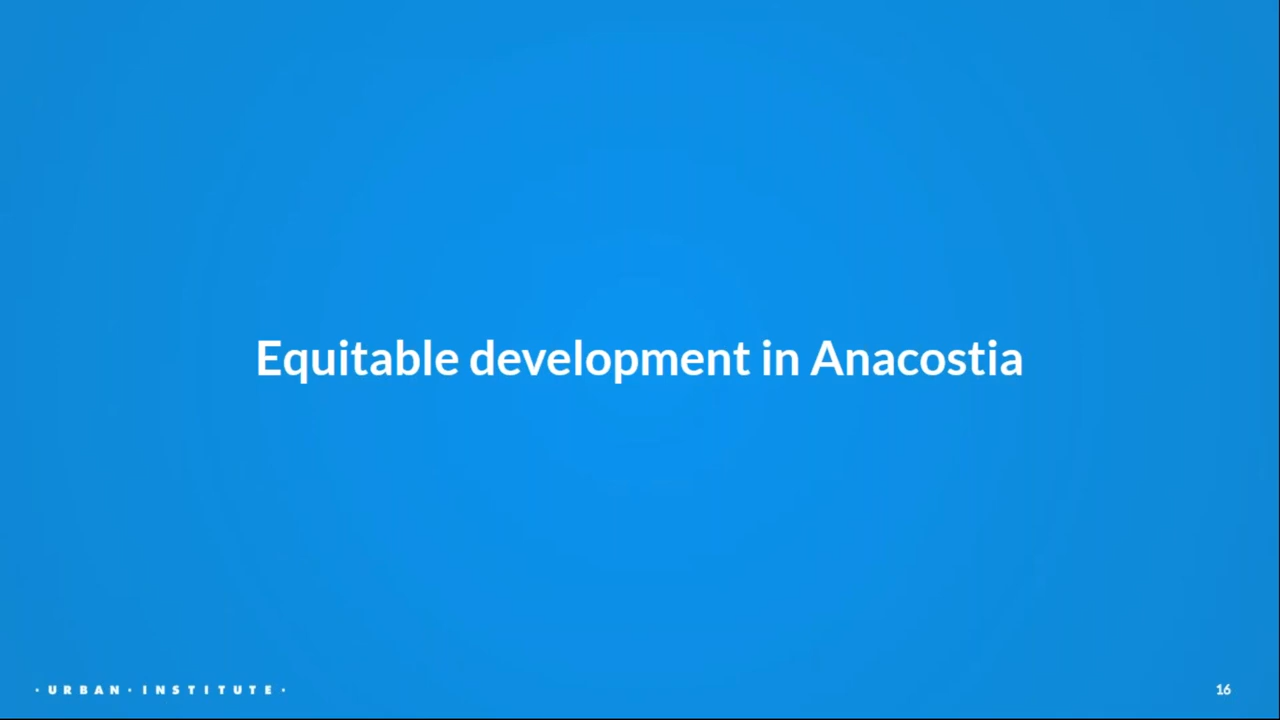 Equitable development in Anacostia
· URBAN · INSTITUTE ·
16